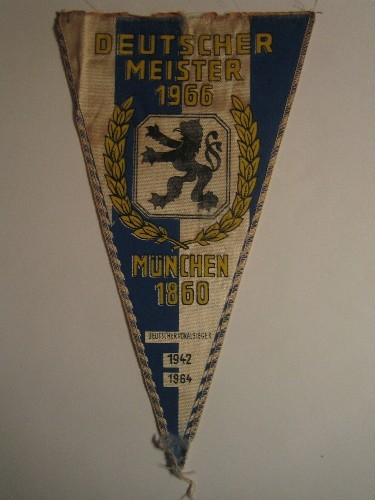 DEUTSCHER
MEISTER
1966
MÜNCHEN
1860
DEUTSCHER POKALSIEGER
1942
1964